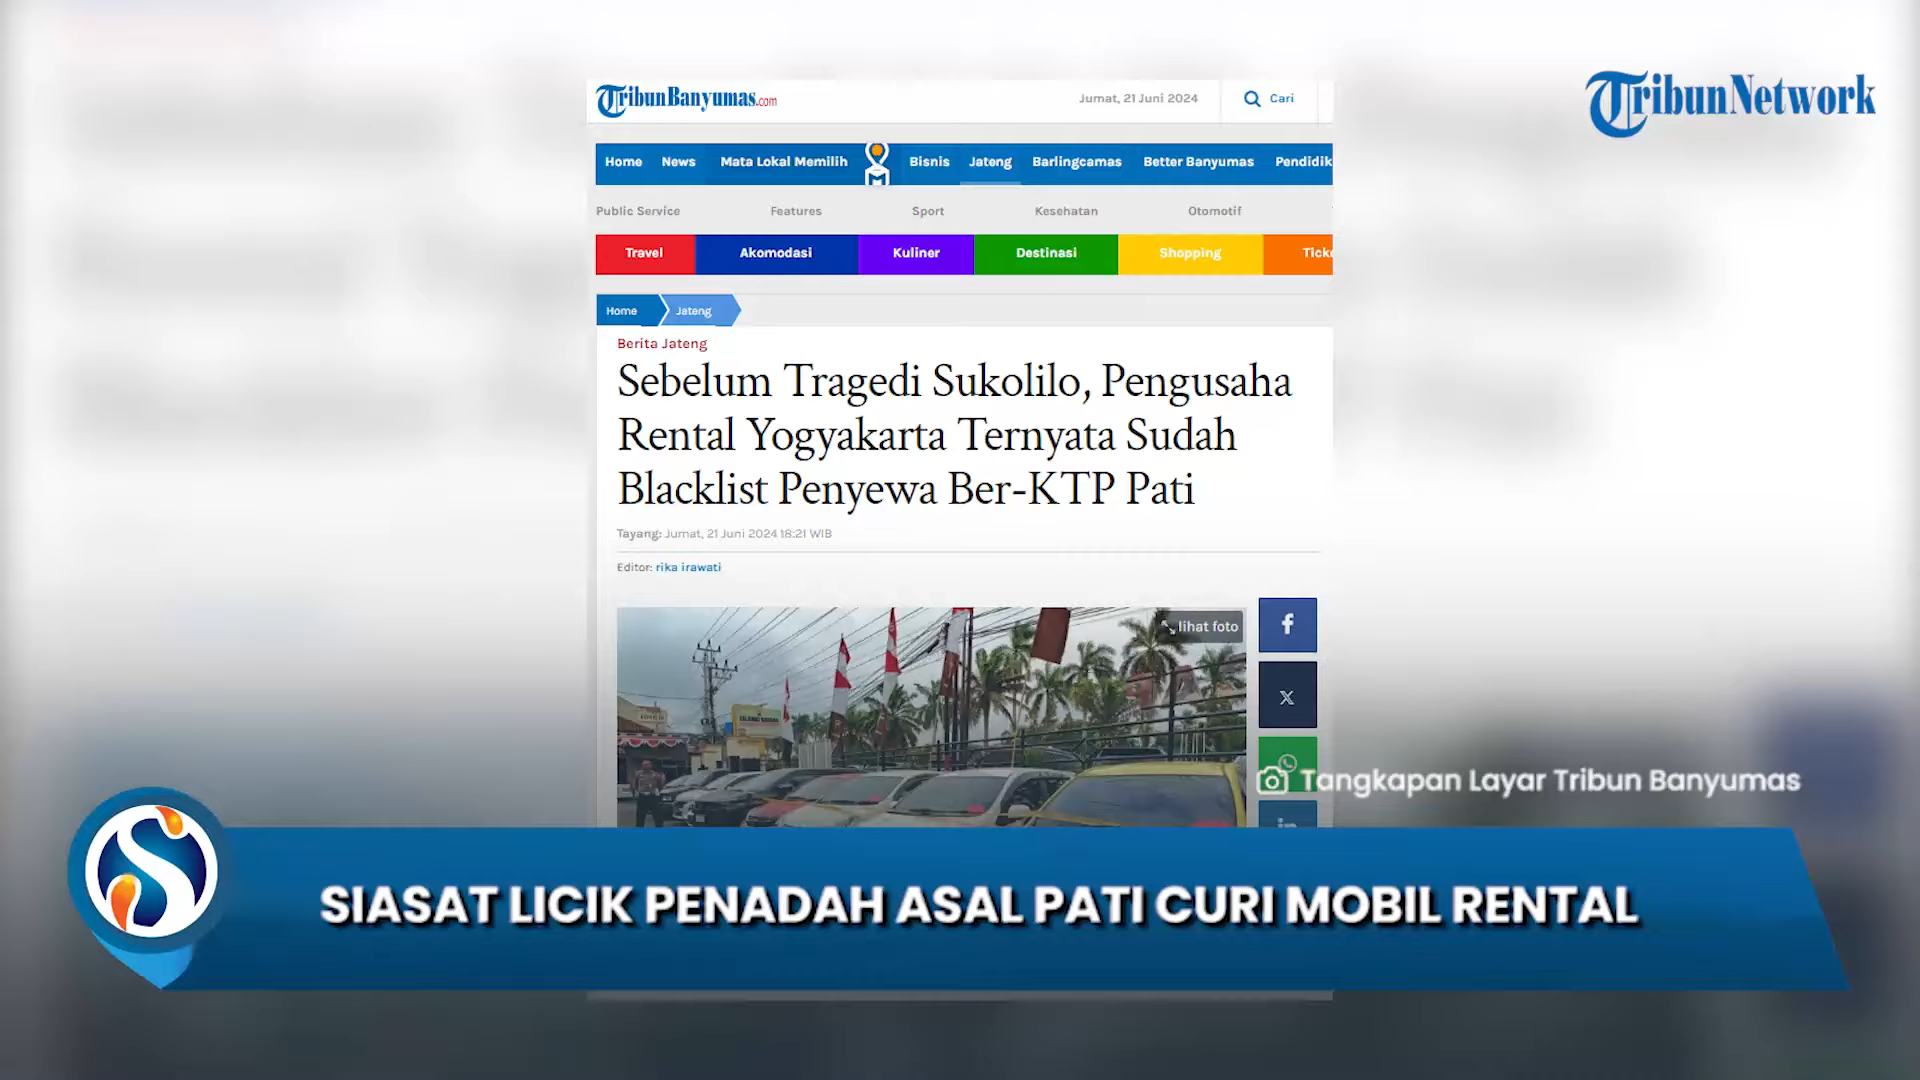 TribunBanyumas.com
Jumat, 21 Juni 2024
Cari
TribunNetwork
Home News Mata Lokal Memilih Bisnis Jateng Barlingcamas Better Banyumas Pendidik
Public Service Features Sport Kesehatan Otomotif
Travel Akomodasi Kuliner Destinasi Shopping Ticke
Home Jateng
Berita Jateng
Sebelum Tragedi Sukolilo, Pengusaha
Rental Yogyakarta Ternyata Sudah
Blacklist Penyewa Ber-KTP Pati
Tayang: Jumat, 21 Juni 2024 18:21 WIB
Editor: rika irawati
lihat foto
Tangkapan Layar Tribun Banyumas
SIASAT LICIK PENADAH ASAL PATI CURI MOBIL RENTAL